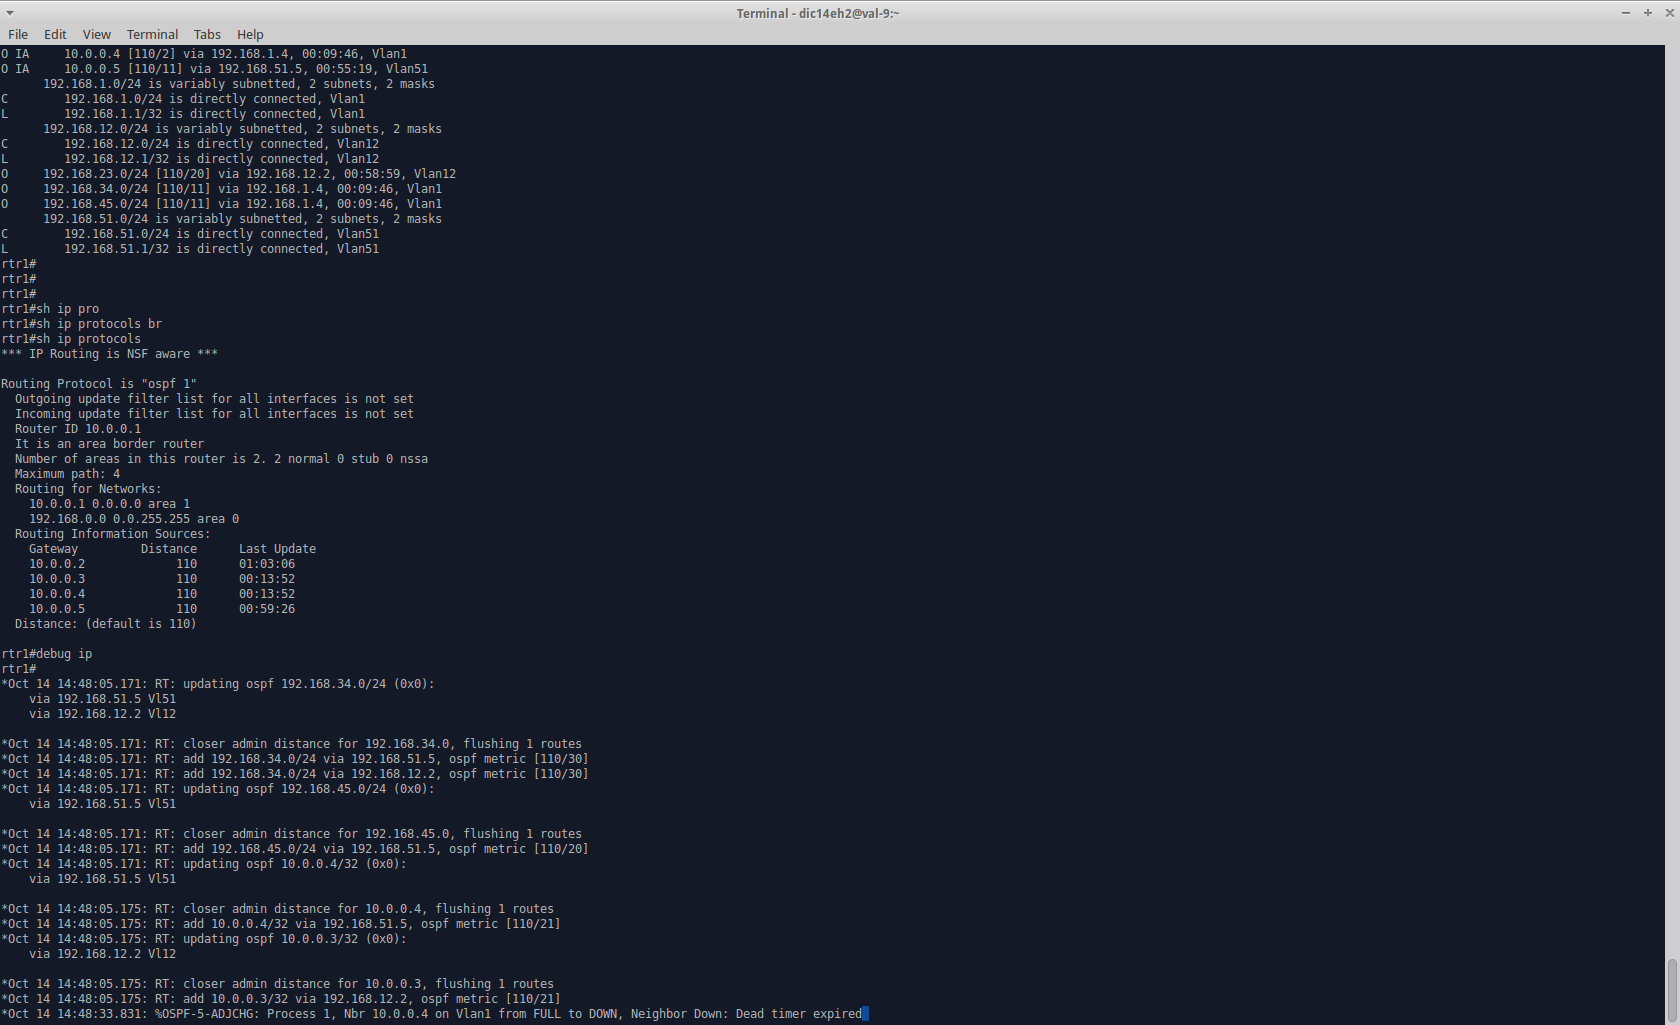 Terminal - dic14eh2@val-9:~
File Edit View Terminal Tabs Help
O IA     10.0.0.4 [110/2] via 192.168.1.4, 00:09:46, Vlan1
O IA     10.0.0.5 [110/11] via 192.168.51.5, 00:55:19, Vlan51
      192.168.1.0/24 is variably subnetted, 2 subnets, 2 masks
C        192.168.1.0/24 is directly connected, Vlan1
L        192.168.1.1/32 is directly connected, Vlan1
      192.168.12.0/24 is variably subnetted, 2 subnets, 2 masks
C        192.168.12.0/24 is directly connected, Vlan12
L        192.168.12.1/32 is directly connected, Vlan12
O     192.168.23.0/24 [110/20] via 192.168.12.2, 00:58:59, Vlan12
O     192.168.34.0/24 [110/11] via 192.168.1.4, 00:09:46, Vlan1
O     192.168.45.0/24 [110/11] via 192.168.1.4, 00:09:46, Vlan1
      192.168.51.0/24 is variably subnetted, 2 subnets, 2 masks
C        192.168.51.0/24 is directly connected, Vlan51
L        192.168.51.1/32 is directly connected, Vlan51
rtr1#
rtr1#
rtr1#
rtr1#sh ip pro
rtr1#sh ip protocols br
rtr1#sh ip protocols
*** IP Routing is NSF aware ***

Routing Protocol is "ospf 1"
  Outgoing update filter list for all interfaces is not set
  Incoming update filter list for all interfaces is not set
  Router ID 10.0.0.1
  It is an area border router
  Number of areas in this router is 2. 2 normal 0 stub 0 nssa
  Maximum path: 4
  Routing for Networks:
    10.0.0.1 0.0.0.0 area 1
    192.168.0.0 0.0.255.255 area 0
  Routing Information Sources:
    Gateway         Distance      Last Update
    10.0.0.2             110      01:03:06
    10.0.0.3             110      00:13:52
    10.0.0.4             110      00:13:52
    10.0.0.5             110      00:59:26
  Distance: (default is 110)

rtr1#debug ip
rtr1#
*Oct 14 14:48:05.171: RT: updating ospf 192.168.34.0/24 (0x0):
    via 192.168.51.5 Vl51
    via 192.168.12.2 Vl12

*Oct 14 14:48:05.171: RT: closer admin distance for 192.168.34.0, flushing 1 routes
*Oct 14 14:48:05.171: RT: add 192.168.34.0/24 via 192.168.51.5, ospf metric [110/30]
*Oct 14 14:48:05.171: RT: add 192.168.34.0/24 via 192.168.12.2, ospf metric [110/30]
*Oct 14 14:48:05.171: RT: updating ospf 192.168.45.0/24 (0x0):
    via 192.168.51.5 Vl51

*Oct 14 14:48:05.171: RT: closer admin distance for 192.168.45.0, flushing 1 routes
*Oct 14 14:48:05.171: RT: add 192.168.45.0/24 via 192.168.51.5, ospf metric [110/20]
*Oct 14 14:48:05.171: RT: updating ospf 10.0.0.4/32 (0x0):
    via 192.168.51.5 Vl51

*Oct 14 14:48:05.175: RT: closer admin distance for 10.0.0.4, flushing 1 routes
*Oct 14 14:48:05.175: RT: add 10.0.0.4/32 via 192.168.51.5, ospf metric [110/21]
*Oct 14 14:48:05.175: RT: updating ospf 10.0.0.3/32 (0x0):
    via 192.168.12.2 Vl12

*Oct 14 14:48:05.175: RT: closer admin distance for 10.0.0.3, flushing 1 routes
*Oct 14 14:48:05.175: RT: add 10.0.0.3/32 via 192.168.12.2, ospf metric [110/21]
*Oct 14 14:48:33.831: %OSPF-5-ADJCHG: Process 1, Nbr 10.0.0.4 on Vlan1 from FULL to DOWN, Neighbor Down: Dead timer expired